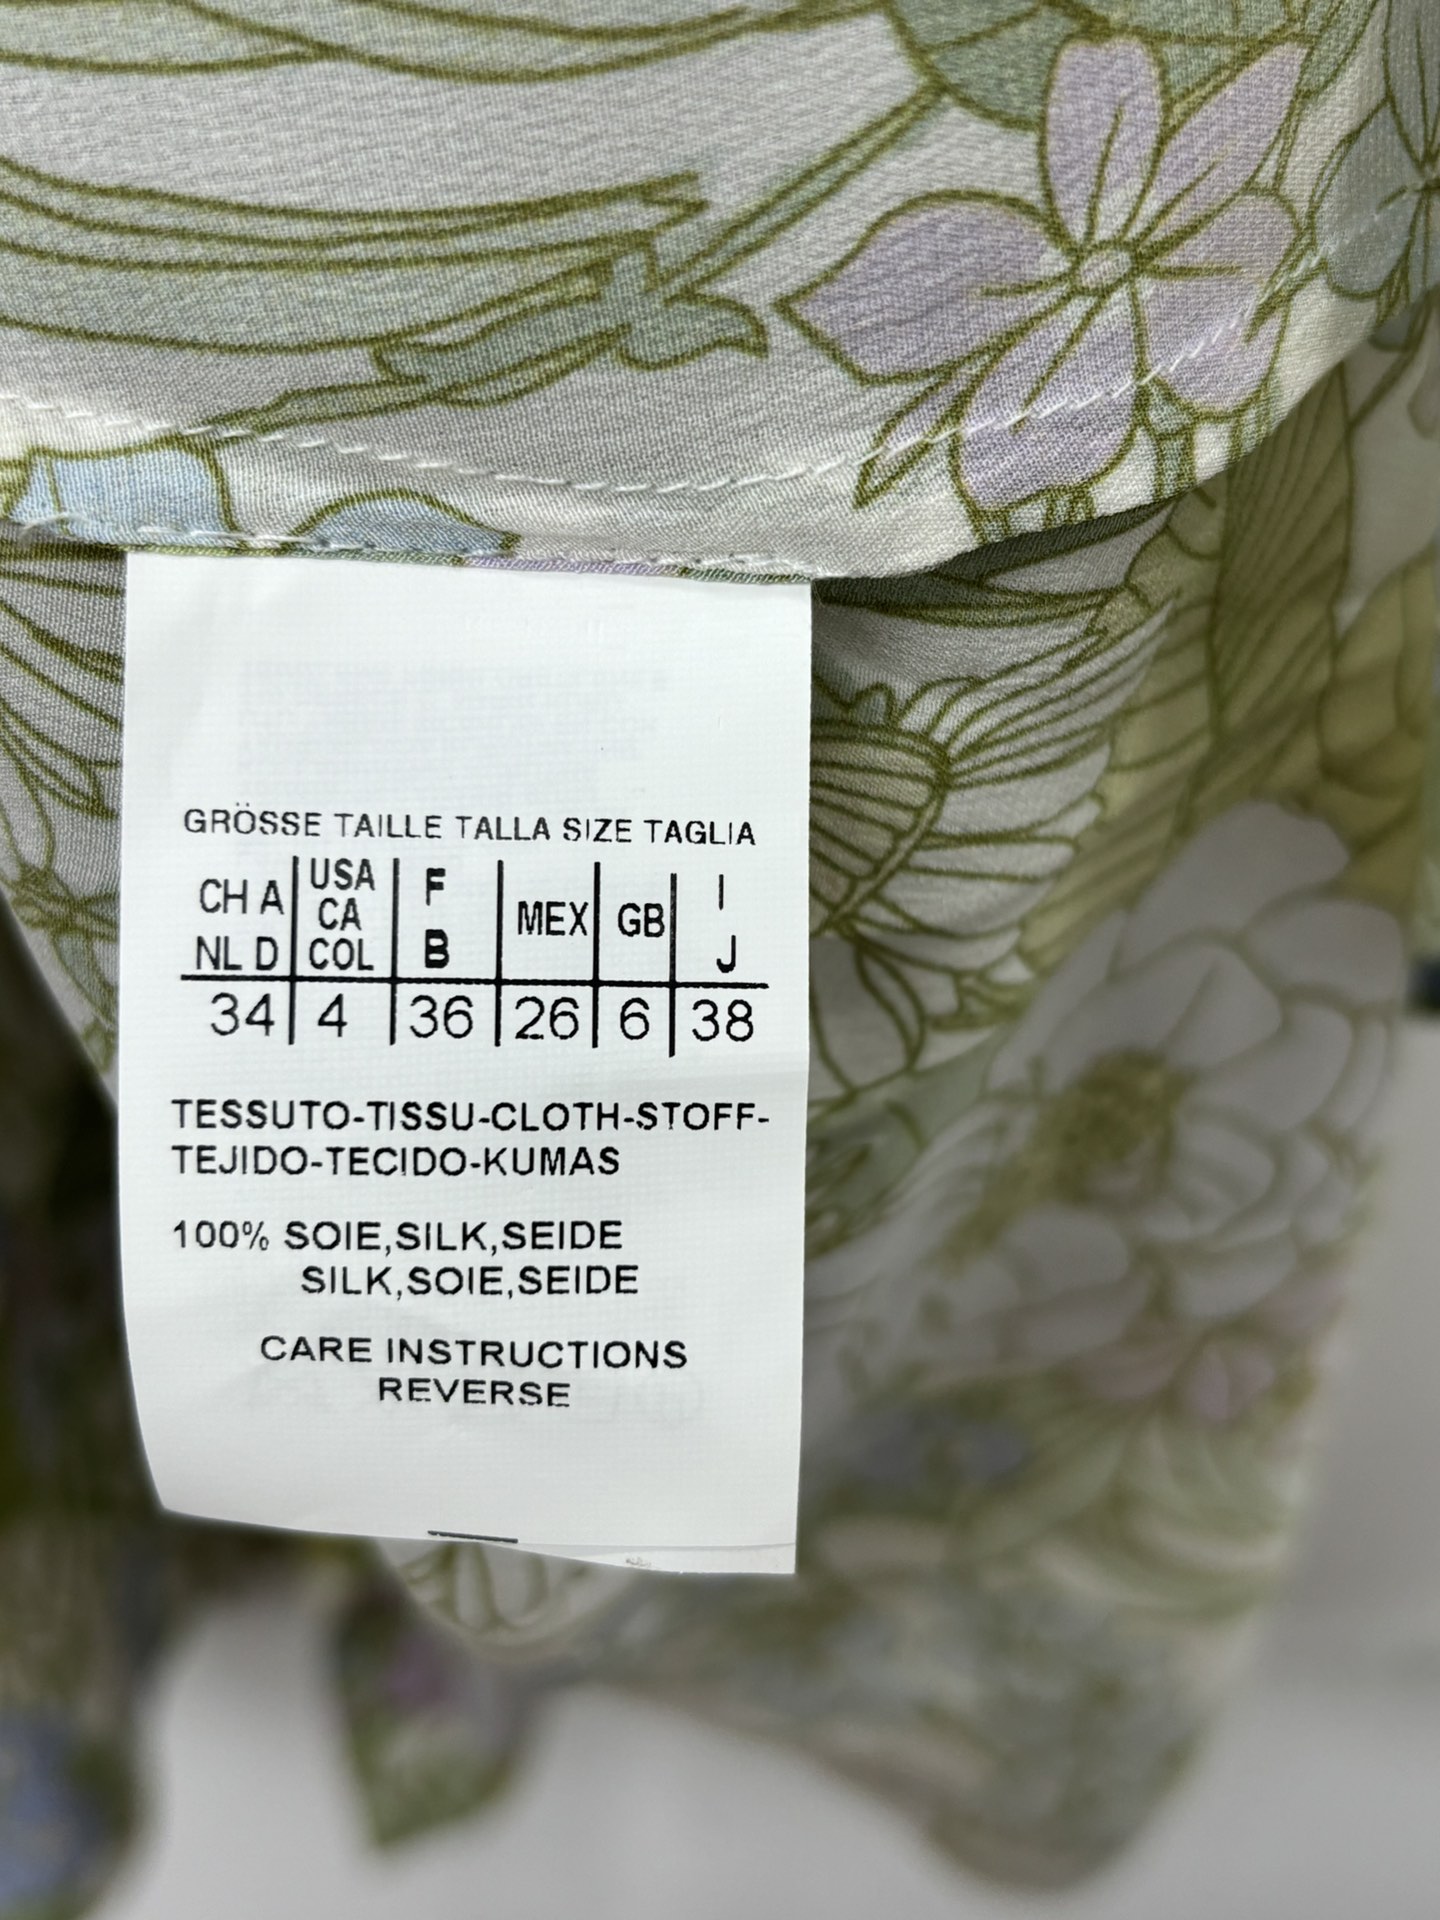 GRÖSSE TAILLE TALLA SIZE TAGLIA
CH A USA F MEX GB I
CA
NL D COL B J
34 4 36 26 6 38
TESSUTO-TISSU-CLOTH-STOFF-
TEJIDO-TECIDO-KUMAS
100% SOIE,SILK,SEIDE
SILK,SOIE,SEIDE
CARE INSTRUCTIONS
REVERSE